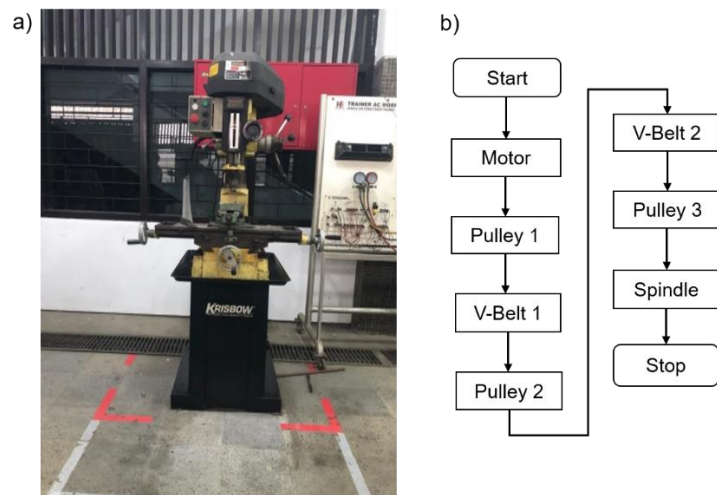 a)
KRISBOW
TRAINER AC MOBIL
b)
Start
Motor
Pulley 1
V-Belt 1
Pulley 2
V-Belt 2
Pulley 3
Spindle
Stop